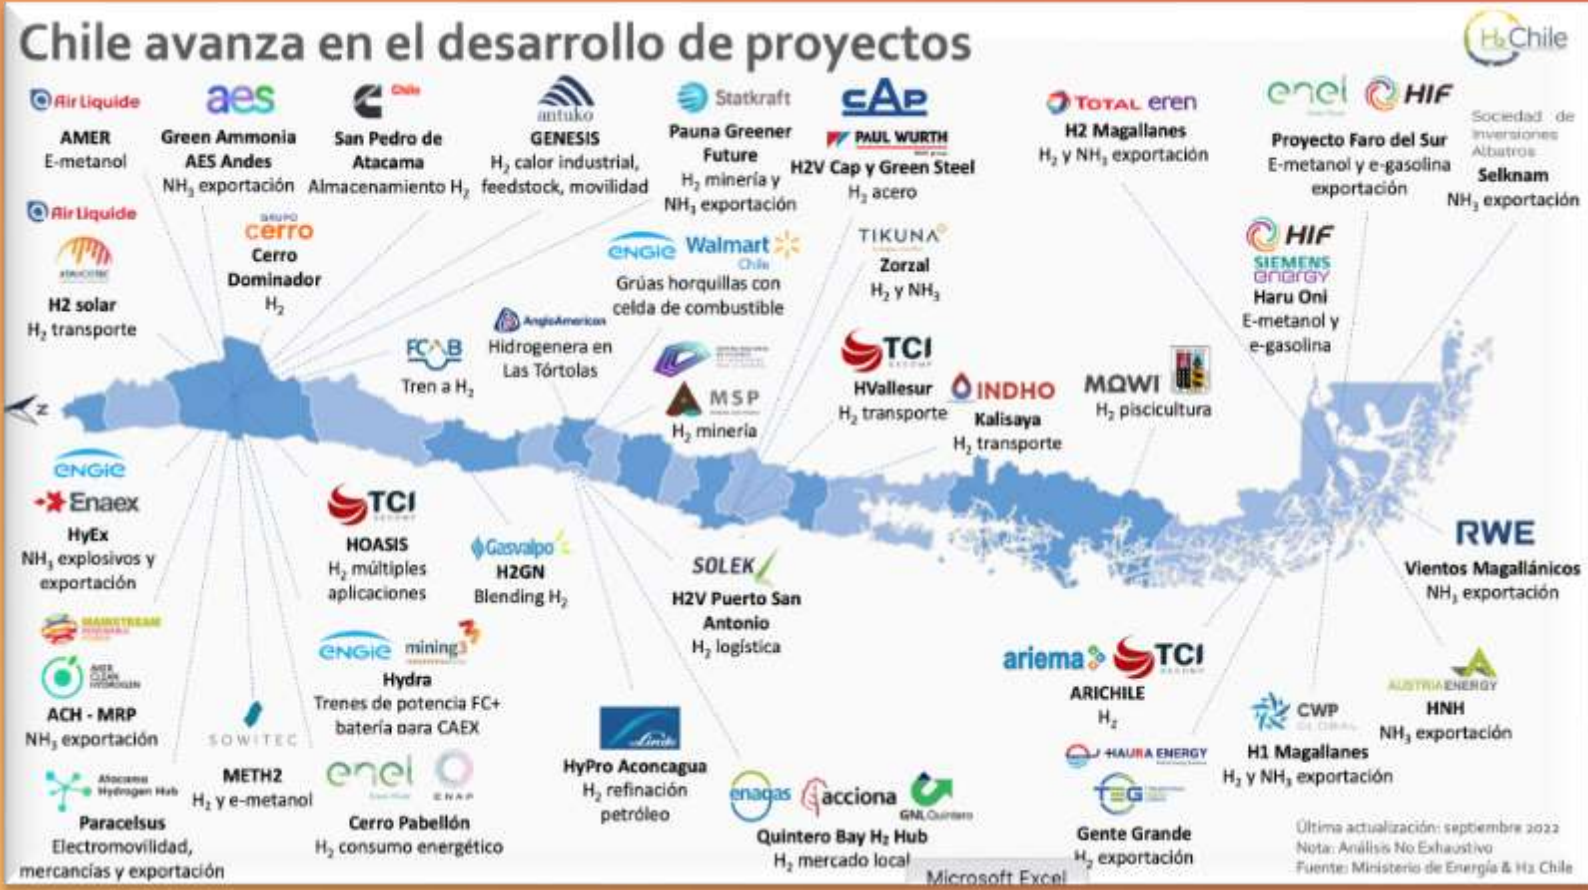 Chile avanza en el desarrollo de proyectos
H₂Chile
Air Liquide
AMER
E-metanol
aes
Green Ammonia
AES Andes
NH₃ exportación
Chile
San Pedro de
Atacama
Almacenamiento H₂
antuko
GENESIS
H₂ calor industrial,
feedstock, movilidad
Statkraft
Pauna Greener
Future
H₂ minería y
NH₃ exportación
CAP
PAUL WURTH
H2V Cap y Green Steel
H₂ acero
TOTAL eren
H2 Magallanes
H₂ y NH₃ exportación
enel
HIF
Proyecto Faro del Sur
E-metanol y e-gasolina
exportación
Sociedad de
Inversiones
Albatros
Selknam
NH₃ exportación
Air Liquide
H2 solar
H₂ transporte
GRUPO
cerro
Cerro
Dominador
H₂
ENGIE
Walmart
Chile
Grúas horquillas con
celda de combustible
TIKUNA
Zorzal
H₂ y NH₃
HIF
SIEMENS
energy
Haru Oni
E-metanol y
e-gasolina
FCAB
Tren a H₂
AngloAmerican
Hidrogenera en
Las Tórtolas
MSP
H₂ minería
TCI
HVallesur
H₂ transporte
INDHO
Kalisaya
H₂ transporte
MOWI
H₂ piscicultura
Z
ENGIE
Enaex
HyEx
NH₃ explosivos y
exportación
TCI
HOASIS
H₂ múltiples
aplicaciones
Gasvalpo
H2GN
Blending H₂
SOLEK
H2V Puerto San
Antonio
H₂ logística
RWE
Vientos Magallánicos
NH₃ exportación
MAINSTREAM
ACH - MRP
NH₃ exportación
SOWITEC
METH2
H₂ y e-metanol
ENGIE
mining3
Hydra
Trenes de potencia FC+
batería para CAEX
Linde
HyPro Aconcagua
H₂ refinación
petróleo
ariema
TCI
ARICHILE
H₂
CWP
GLOBAL
H1 Magallanes
H₂ y NH₃ exportación
AUSTRIAENERGY
HNH
NH₃ exportación
Atacama
Hydrogen Hub
Paracelsus
Electromovilidad,
mercancías y exportación
enel
ENAP
Cerro Pabellón
H₂ consumo energético
enagas
acciona
GNLQuintero
Quintero Bay H₂ Hub
H₂ mercado local
TEG
Gente Grande
H₂ exportación
Última actualización: septiembre 2022
Nota: Análisis No Exhaustivo
Fuente: Ministerio de Energía & H2 Chile
Microsoft Excel